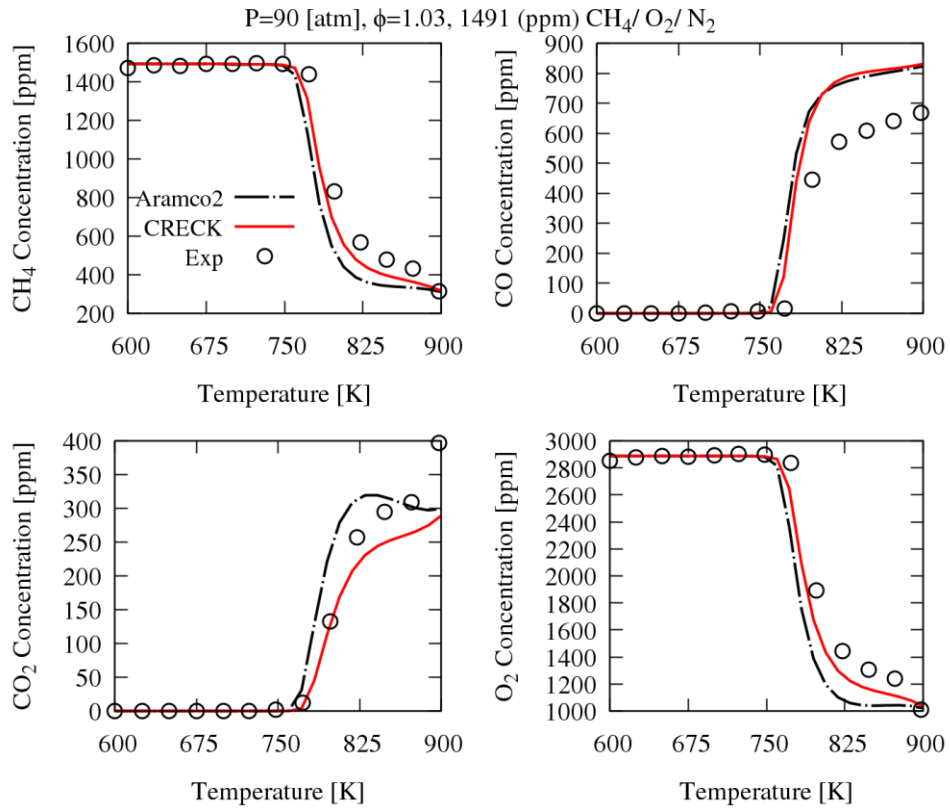 P=90 [atm], ϕ=1.03, 1491 (ppm) CH₄/ O₂/ N₂
CH₄ Concentration [ppm]
1600
1400
1200
1000
800
600
400
200
Aramco2
CRECK
Exp
600 675 750 825 900
Temperature [K]
CO Concentration [ppm]
900
800
700
600
500
400
300
200
100
0
600 675 750 825 900
Temperature [K]
CO₂ Concentration [ppm]
400
350
300
250
200
150
100
50
0
600 675 750 825 900
Temperature [K]
O₂ Concentration [ppm]
3000
2800
2600
2400
2200
2000
1800
1600
1400
1200
1000
600 675 750 825 900
Temperature [K]